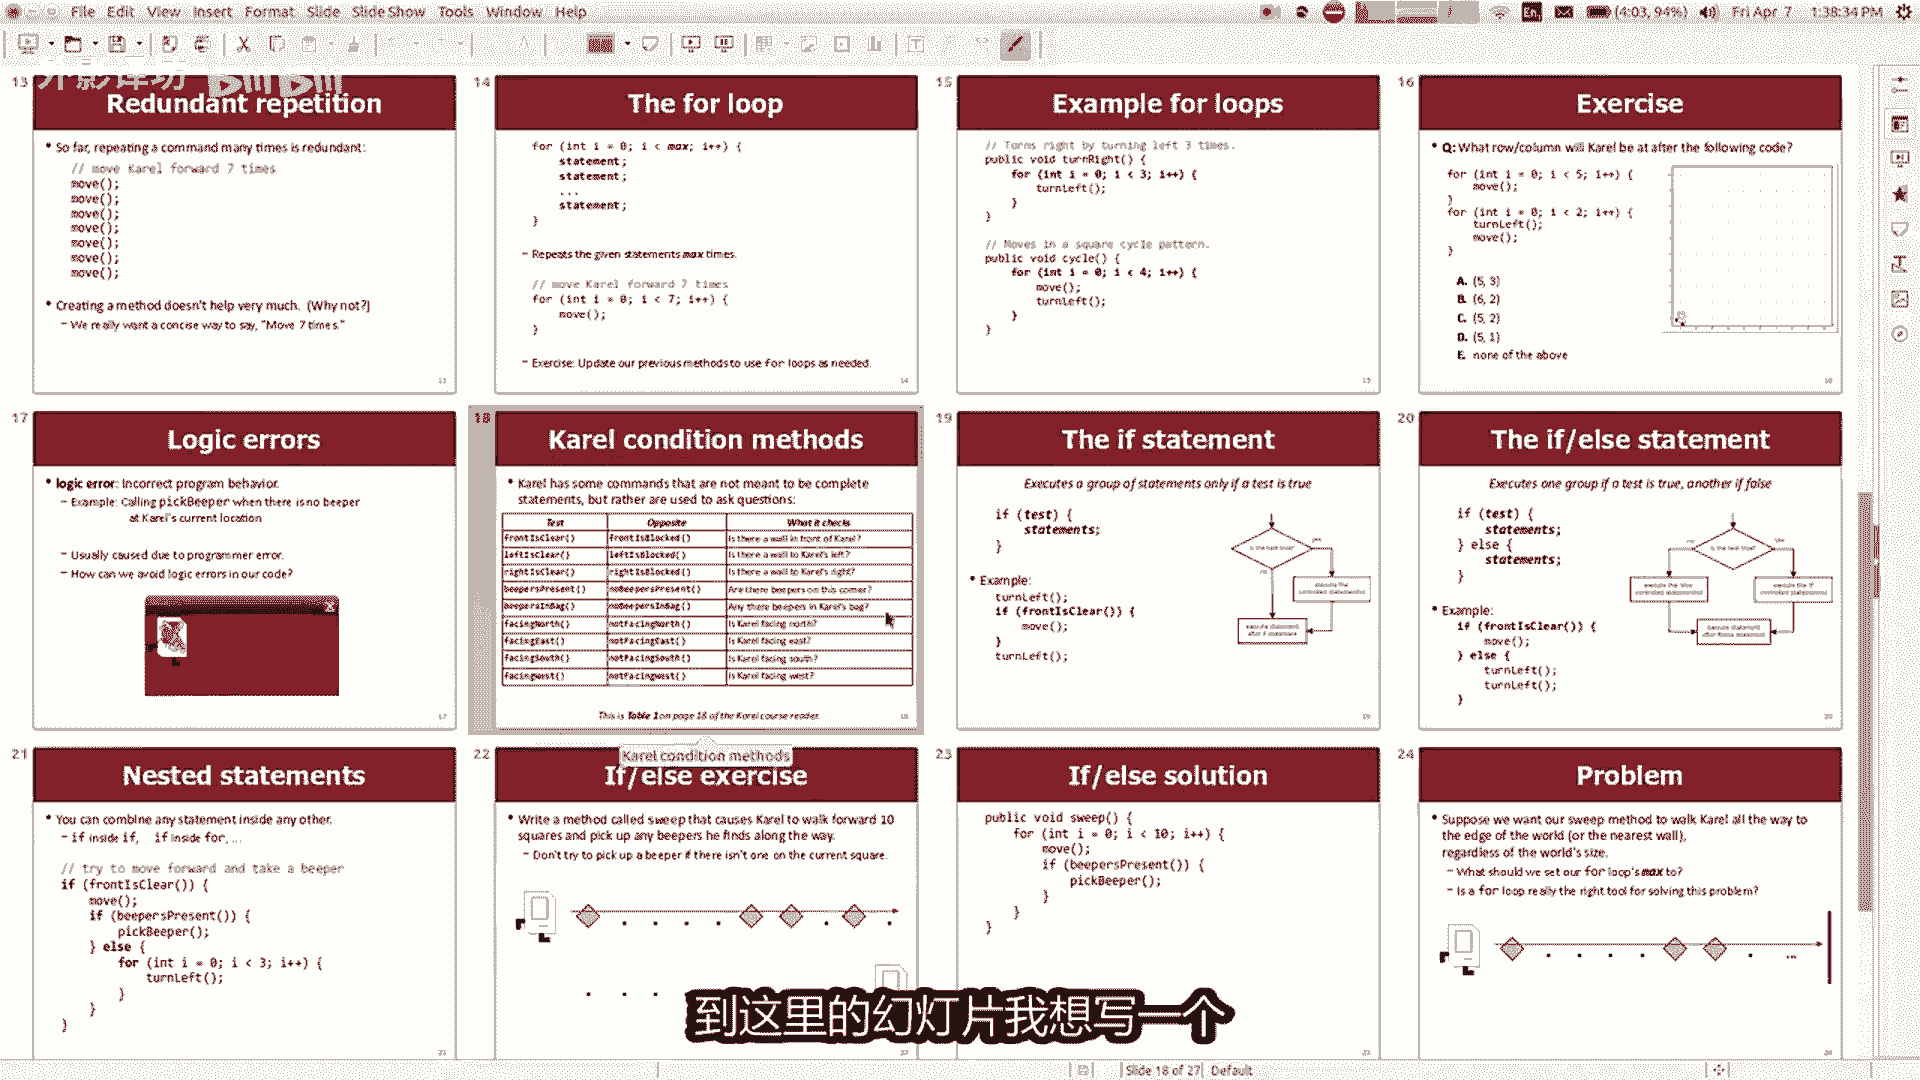 File Edit View Insert Format Slide Slide Show Tools Window Help
En
(4:03, 94%)
Fri Apr 7
1:38:34 PM
外影译坊 BiliBili
13
Redundant repetition
• So far, repeating a command many times is redundant:
// move Karel forward 7 times
move();
move();
move();
move();
move();
move();
move();
• Creating a method doesn't help very much. (Why not?)
– We really want a concise way to say, "Move 7 times."
13
14
The for loop
for (int i = 0; i < max; i++) {
statement;
statement;
...
statement;
}
– Repeats the given statements max times.
// move Karel forward 7 times
for (int i = 0; i < 7; i++) {
move();
}
– Exercise: Update our previous methods to use for loops as needed.
14
15
Example for loops
// Turns right by turning left 3 times.
public void turnRight() {
for (int i = 0; i < 3; i++) {
turnLeft();
}
}
// Moves in a square cycle pattern.
public void cycle() {
for (int i = 0; i < 4; i++) {
move();
turnLeft();
}
}
15
16
Exercise
• Q: What row/column will Karel be at after the following code?
for (int i = 0; i < 5; i++) {
move();
}
for (int i = 0; i < 2; i++) {
turnLeft();
move();
}
A. (5, 3)
B. (6, 2)
C. (5, 2)
D. (5, 1)
E. none of the above
16
17
Logic errors
• logic error: Incorrect program behavior.
– Example: Calling pickBeeper when there is no beeper
at Karel's current location
– Usually caused due to programmer error.
– How can we avoid logic errors in our code?
17
18
Karel condition methods
• Karel has some commands that are not meant to be complete
statements, but rather are used to ask questions:
Test Opposite What it checks
frontIsClear() frontIsBlocked() Is there a wall in front of Karel?
leftIsClear() leftIsBlocked() Is there a wall to Karel's left?
rightIsClear() rightIsBlocked() Is there a wall to Karel's right?
beepersPresent() noBeepersPresent() Are there beepers on this corner?
beepersInBag() noBeepersInBag() Any there beepers in Karel's bag?
facingNorth() notFacingNorth() Is Karel facing north?
facingEast() notFacingEast() Is Karel facing east?
facingSouth() notFacingSouth() Is Karel facing south?
facingWest() notFacingWest() Is Karel facing west?
This is Table 1 on page 18 of the Karel course reader.
18
19
The if statement
Executes a group of statements only if a test is true
if (test) {
statements;
}
• Example:
turnLeft();
if (frontIsClear()) {
move();
}
turnLeft();
19
20
The if/else statement
Executes one group if a test is true, another if false
if (test) {
statements;
} else {
statements;
}
• Example:
if (frontIsClear()) {
move();
} else {
turnLeft();
turnLeft();
}
20
21
Nested statements
• You can combine any statement inside any other.
– if inside if, if inside for, ...
// try to move forward and take a beeper
if (frontIsClear()) {
move();
if (beepersPresent()) {
pickBeeper();
} else {
for (int i = 0; i < 3; i++) {
turnLeft();
}
}
}
21
22
Karel condition methods
If/else exercise
• Write a method called sweep that causes Karel to walk forward 10
squares and pick up any beepers he finds along the way.
– Don't try to pick up a beeper if there isn't one on the current square.
23
If/else solution
public void sweep() {
for (int i = 0; i < 10; i++) {
move();
if (beepersPresent()) {
pickBeeper();
}
}
}
23
24
Problem
• Suppose we want our sweep method to walk Karel all the way to
the edge of the world (or the nearest wall),
regardless of the world's size.
– What should we set our for loop's max to?
– Is a for loop really the right tool for solving this problem?
...
24
到这里的幻灯片我想写一个
Slide 18 of 27 Default